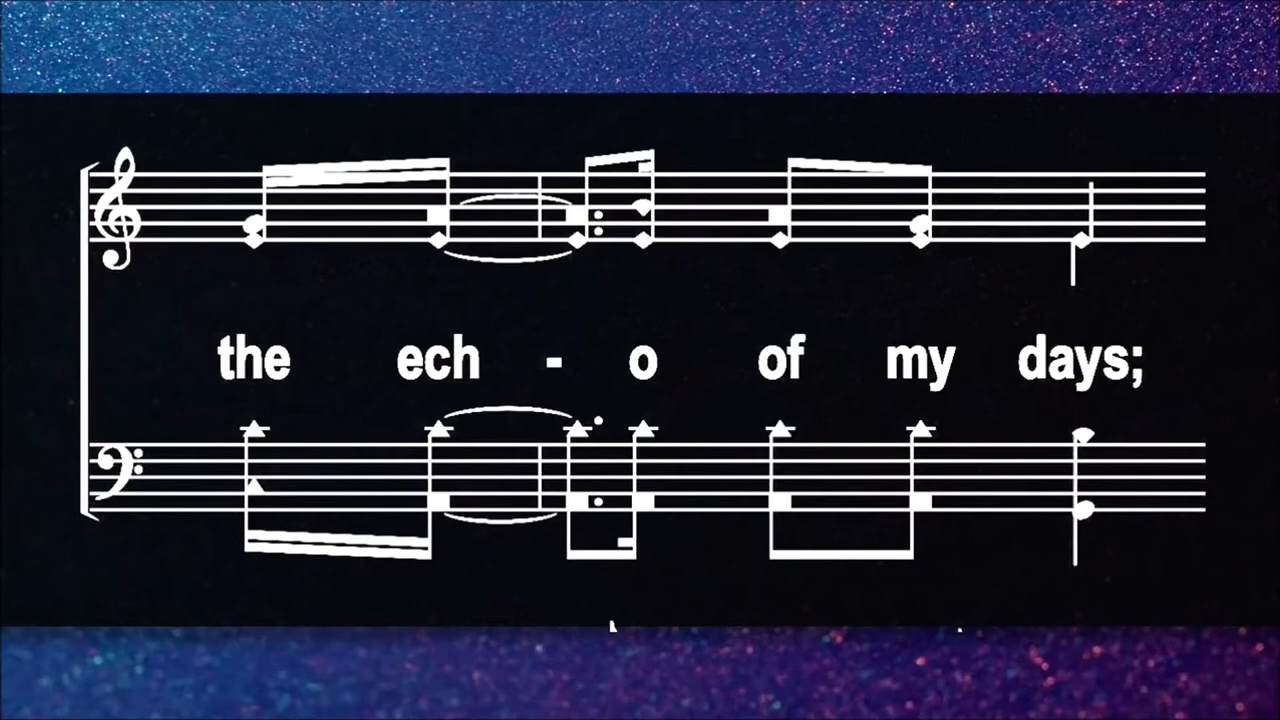 the ech - o of my days;